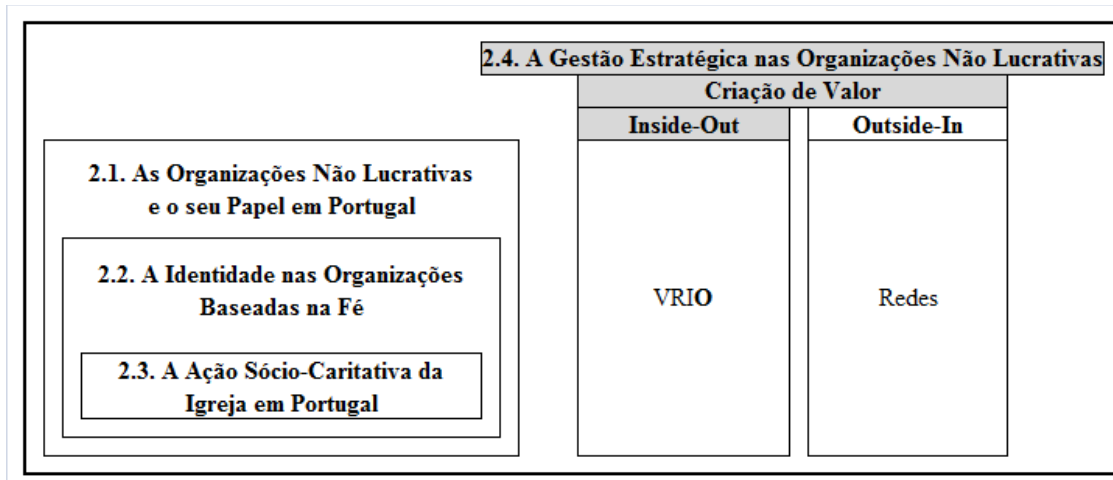 2.4. A Gestão Estratégica nas Organizações Não Lucrativas
Criação de Valor
Inside-Out
Outside-In
2.1. As Organizações Não Lucrativas
e o seu Papel em Portugal
2.2. A Identidade nas Organizações
Baseadas na Fé
VRIO
Redes
2.3. A Ação Sócio-Caritativa da
Igreja em Portugal